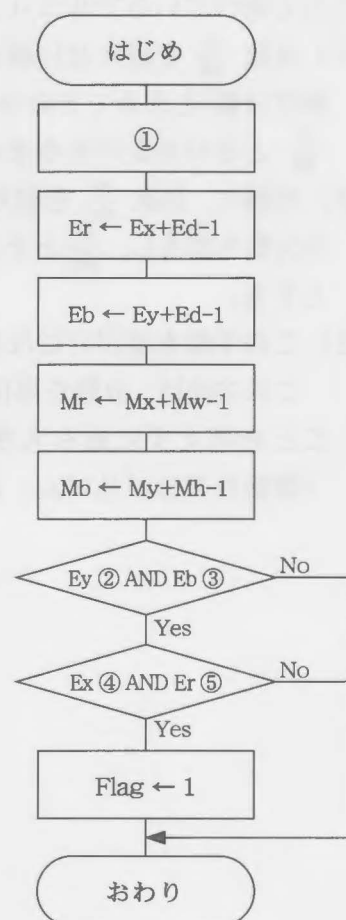 はじめ
①
Er ← Ex+Ed-1
Eb ← Ey+Ed-1
Mr ← Mx+Mw-1
Mb ← My+Mh-1
Ey ② AND Eb ③
No
Yes
Ex ④ AND Er ⑤
No
Yes
Flag ← 1
おわり